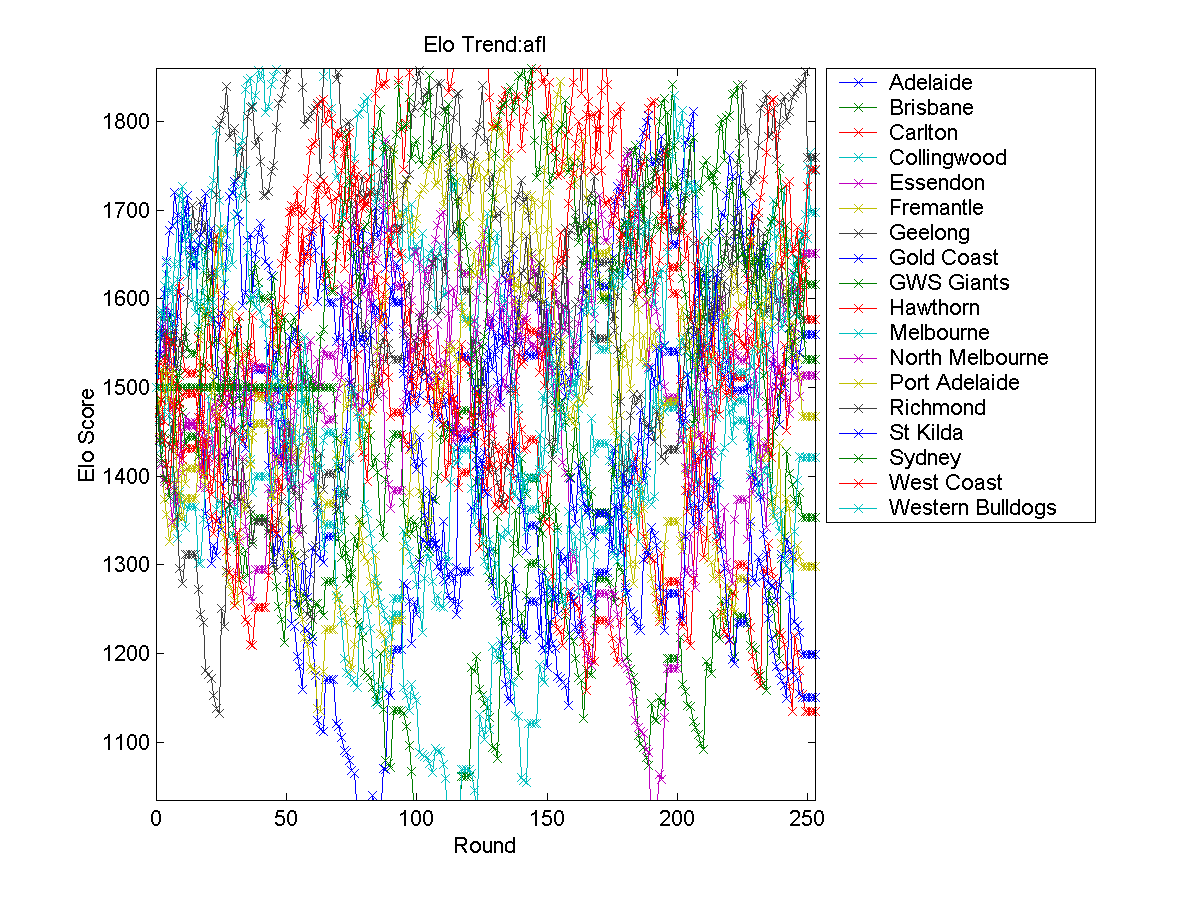 Elo Trend:afl
Elo Score
1800
1700
1600
1500
1400
1300
1200
1100
0 50 100 150 200 250
Round
Adelaide
Brisbane
Carlton
Collingwood
Essendon
Fremantle
Geelong
Gold Coast
GWS Giants
Hawthorn
Melbourne
North Melbourne
Port Adelaide
Richmond
St Kilda
Sydney
West Coast
Western Bulldogs